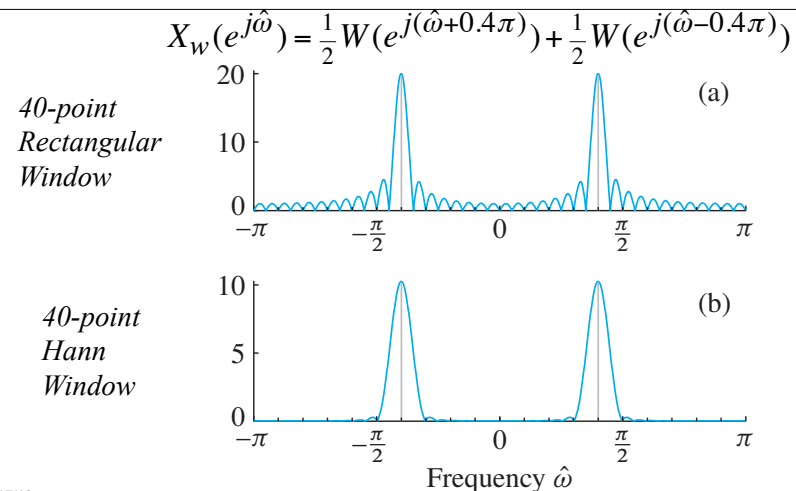 X_w(e^{jω̂}) = ½W(e^{j(ω̂+0.4π)}) + ½W(e^{j(ω̂−0.4π)})
40-point
Rectangular
Window
(a)
20
10
0
−π −π/2 0 π/2 π
40-point
Hann
Window
(b)
10
5
0
−π −π/2 0 π/2 π
Frequency ω̂